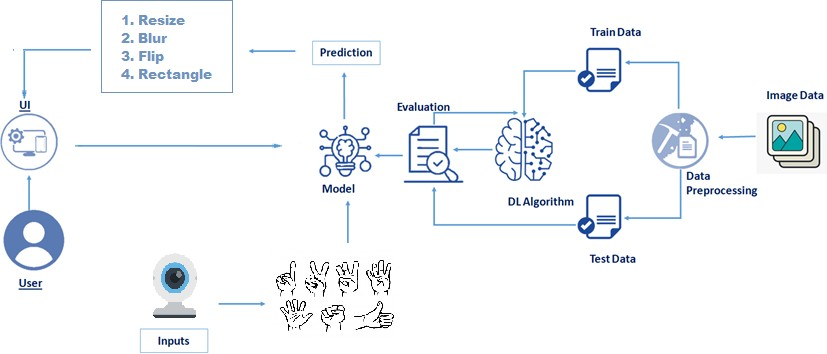 1. Resize
2. Blur
3. Flip
4. Rectangle
Prediction
Train Data
UI
Evaluation
Image Data
Model
DL Algorithm
Data
Preprocessing
User
Test Data
Inputs